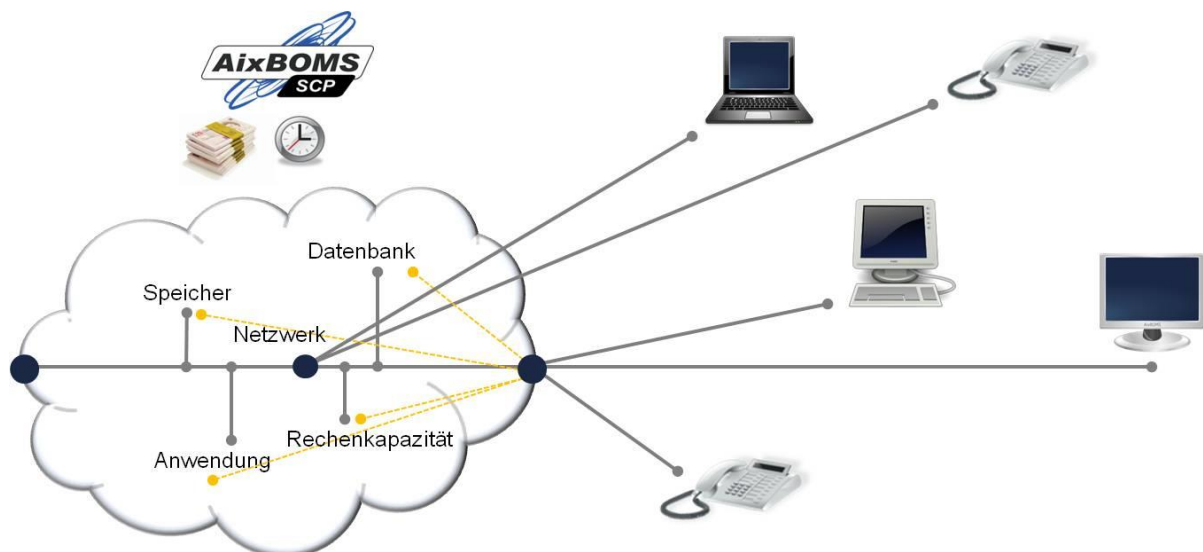 AixBOMS
SCP
Datenbank
Speicher
Netzwerk
Rechenkapazität
Anwendung